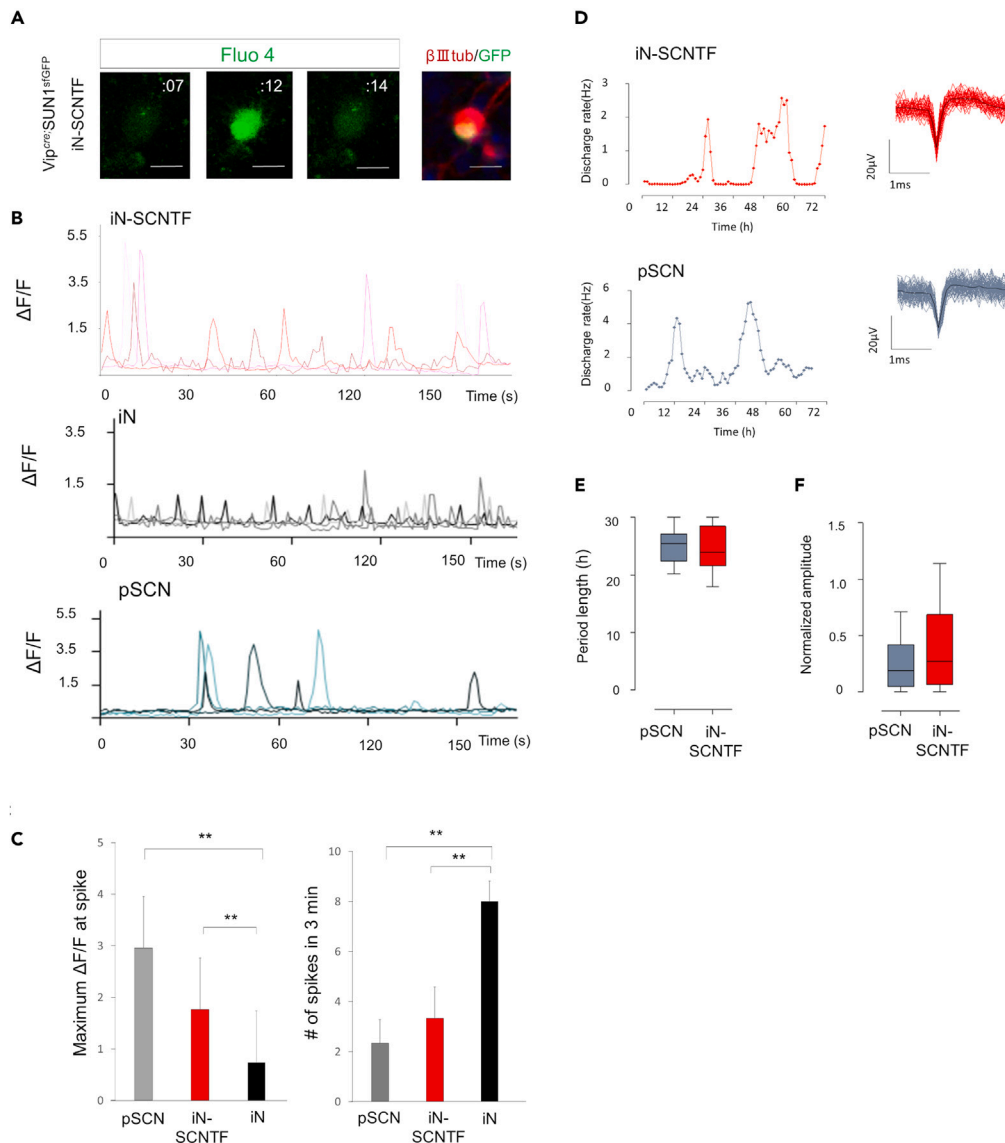 A
Fluo 4
βⅢtub/GFP
Vipcre:SUN1sfGFP
iN-SCNTF
:07
:12
:14
B
iN-SCNTF
ΔF/F
5.5
3.5
1.5
0 30 60 120 150 Time (s)
iN
ΔF/F
3.5
1.5
0 30 60 120 150 Time (s)
pSCN
ΔF/F
5.5
3.5
1.5
0 30 60 120 150 Time (s)
:
C
Maximum ΔF/F at spike
5
4
3
2
1
0
**
**
pSCN iN-SCNTF iN
# of spikes in 3 min
10
8
6
4
2
0
**
**
pSCN iN-SCNTF iN
D
iN-SCNTF
Discharge rate(Hz)
3
2
1
0
0 12 24 36 48 60 72
Time (h)
20μV
1ms
pSCN
Discharge rate(Hz)
6
4
2
0
0 12 24 36 48 60 72
Time (h)
20μV
1ms
E
Period length (h)
30
20
10
0
pSCN iN-SCNTF
F
Normalized amplitude
1.5
1.0
0.5
0
pSCN iN-SCNTF